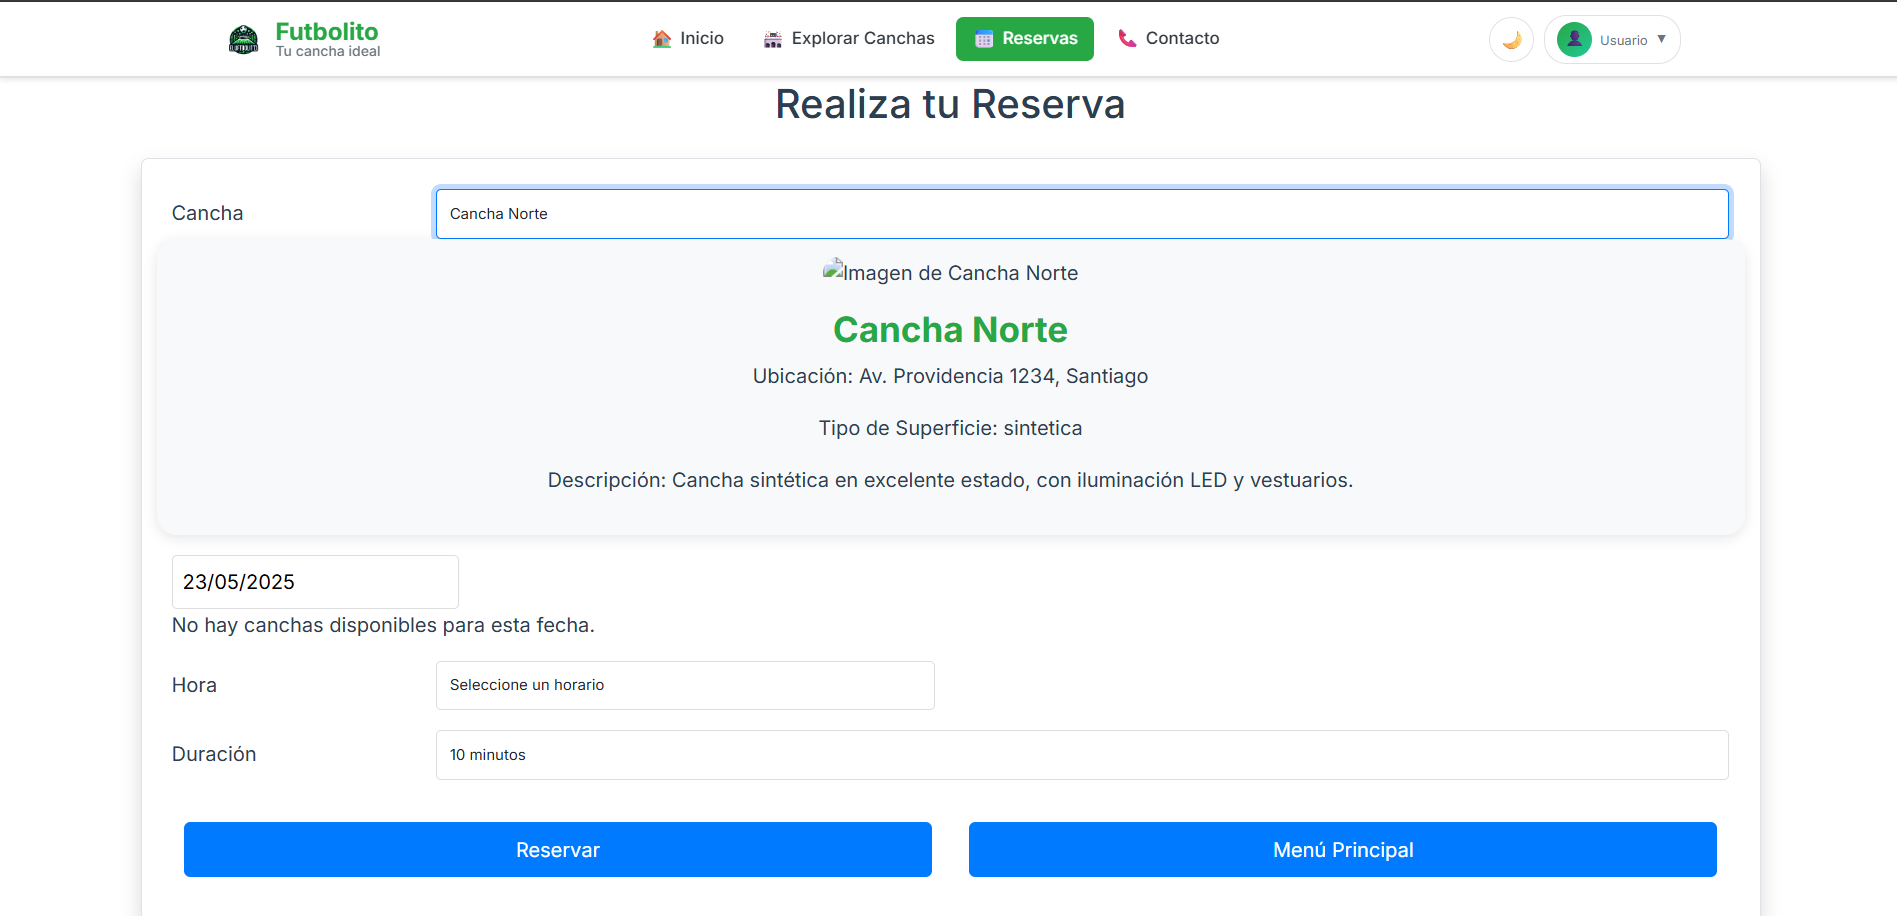 Futbolito
Tu cancha ideal
Inicio
Explorar Canchas
Reservas
Contacto
Usuario ▼
Realiza tu Reserva
Cancha
Cancha Norte
Imagen de Cancha Norte
Cancha Norte
Ubicación: Av. Providencia 1234, Santiago
Tipo de Superficie: sintetica
Descripción: Cancha sintética en excelente estado, con iluminación LED y vestuarios.
23/05/2025
No hay canchas disponibles para esta fecha.
Hora
Seleccione un horario
Duración
10 minutos
Reservar
Menú Principal